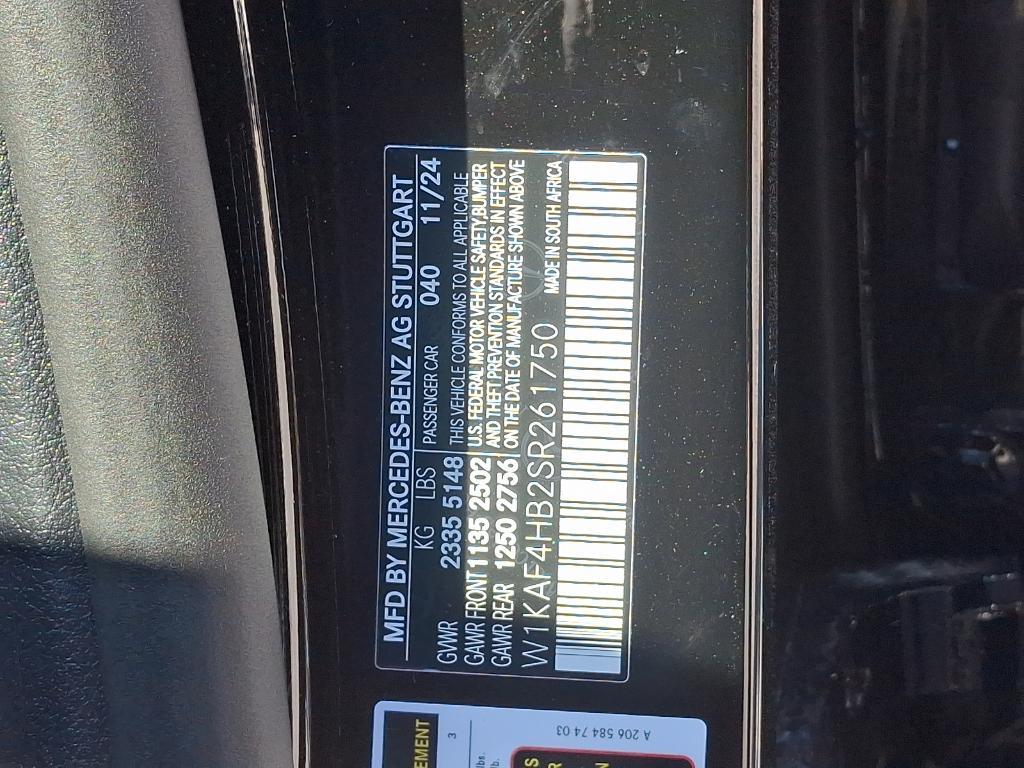 MFD BY MERCEDES-BENZ AG STUTTGART
KG LBS PASSENGER CAR 040 11/24
GVWR 2335 5148 THIS VEHICLE CONFORMS TO ALL APPLICABLE
GAWR FRONT 1135 2502 U.S. FEDERAL MOTOR VEHICLE SAFETY,BUMPER
GAWR REAR 1250 2756 AND THEFT PREVENTION STANDARDS IN EFFECT
ON THE DATE OF MANUFACTURE SHOWN ABOVE
W1KAF4HB2SR261750 MADE IN SOUTH AFRICA
EMENT
3
lbs.
lb.
S
R
N
A 206 584 74 03